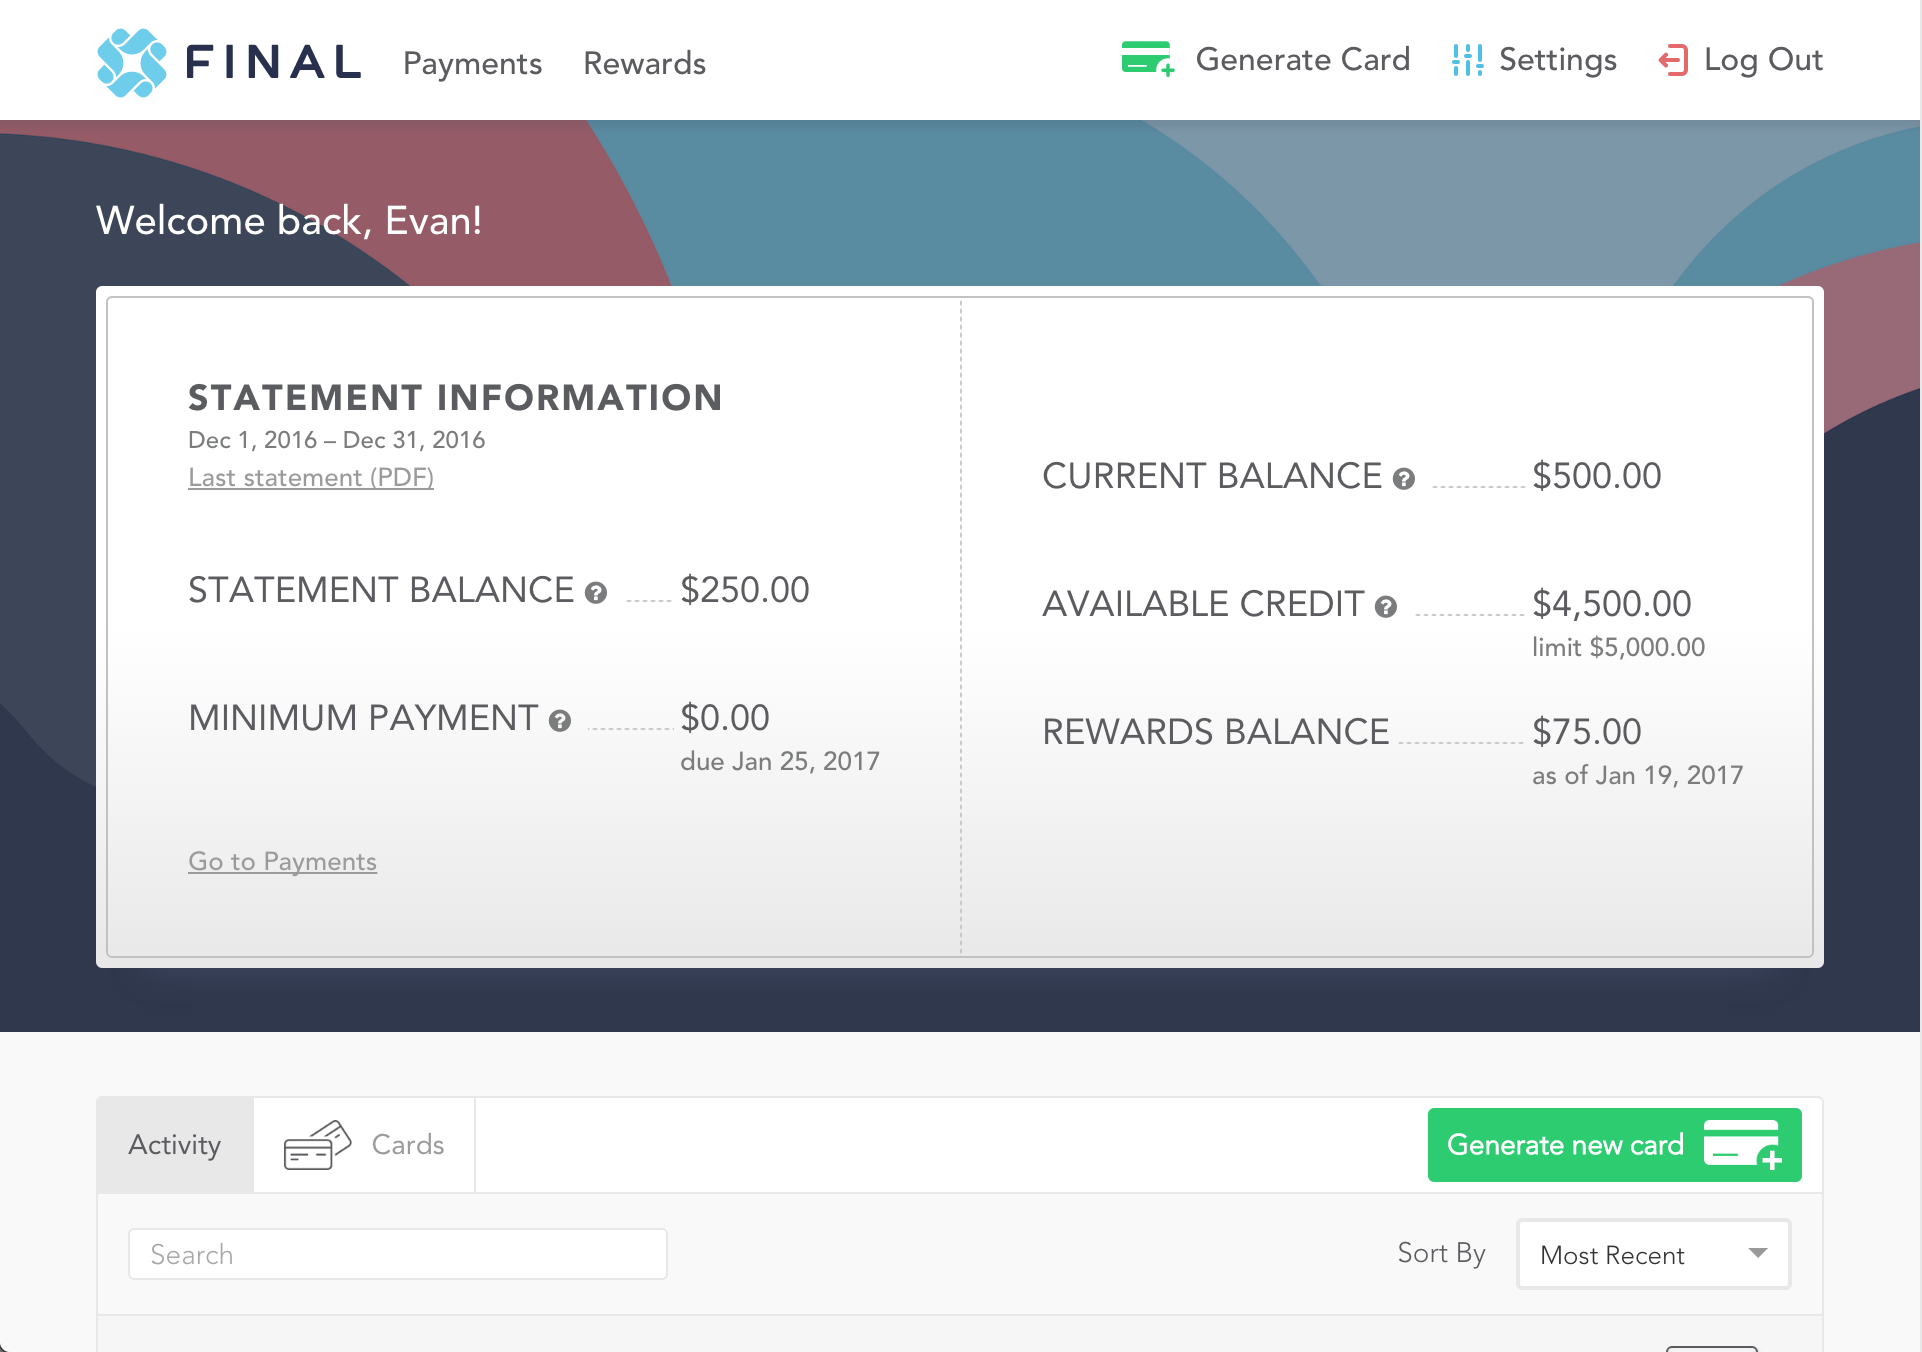 FINAL
Payments
Rewards
Generate Card
Settings
Log Out
Welcome back, Evan!
STATEMENT INFORMATION
Dec 1, 2016 – Dec 31, 2016
Last statement (PDF)
STATEMENT BALANCE ? $250.00
MINIMUM PAYMENT ? $0.00
due Jan 25, 2017
Go to Payments
CURRENT BALANCE ? $500.00
AVAILABLE CREDIT ? $4,500.00
limit $5,000.00
REWARDS BALANCE $75.00
as of Jan 19, 2017
Activity
Cards
Generate new card
Search
Sort By
Most Recent